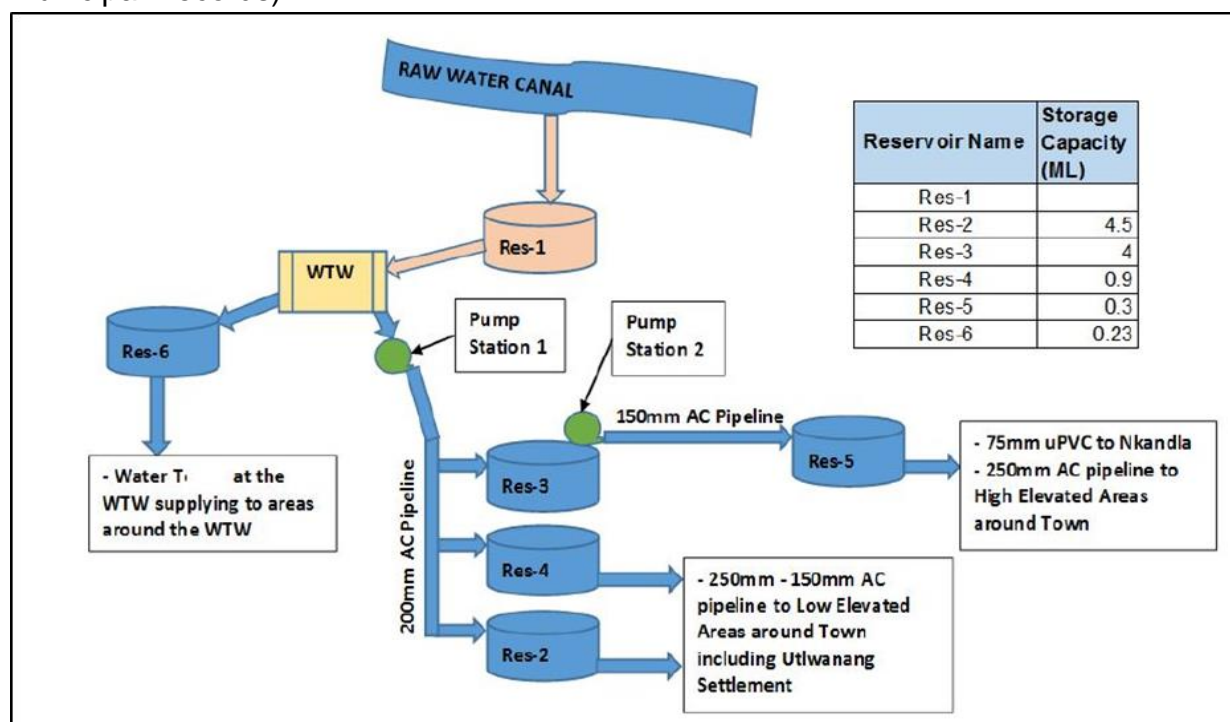 RAW WATER CANAL
Reservoir Name
Storage
Capacity
(ML)
Res-1
Res-2 4.5
Res-3 4
Res-4 0.9
Res-5 0.3
Res-6 0.23
Res-1
WTW
Res-6
Pump
Station 1
Pump
Station 2
150mm AC Pipeline
200mm AC Pipeline
Res-3
Res-5
Res-4
Res-2
- Water at the
WTW supplying to areas
around the WTW
- 75mm uPVC to Nkandla
- 250mm AC pipeline to
High Elevated Areas
around Town
- 250mm - 150mm AC
pipeline to Low Elevated
Areas around Town
including Utlwanang
Settlement